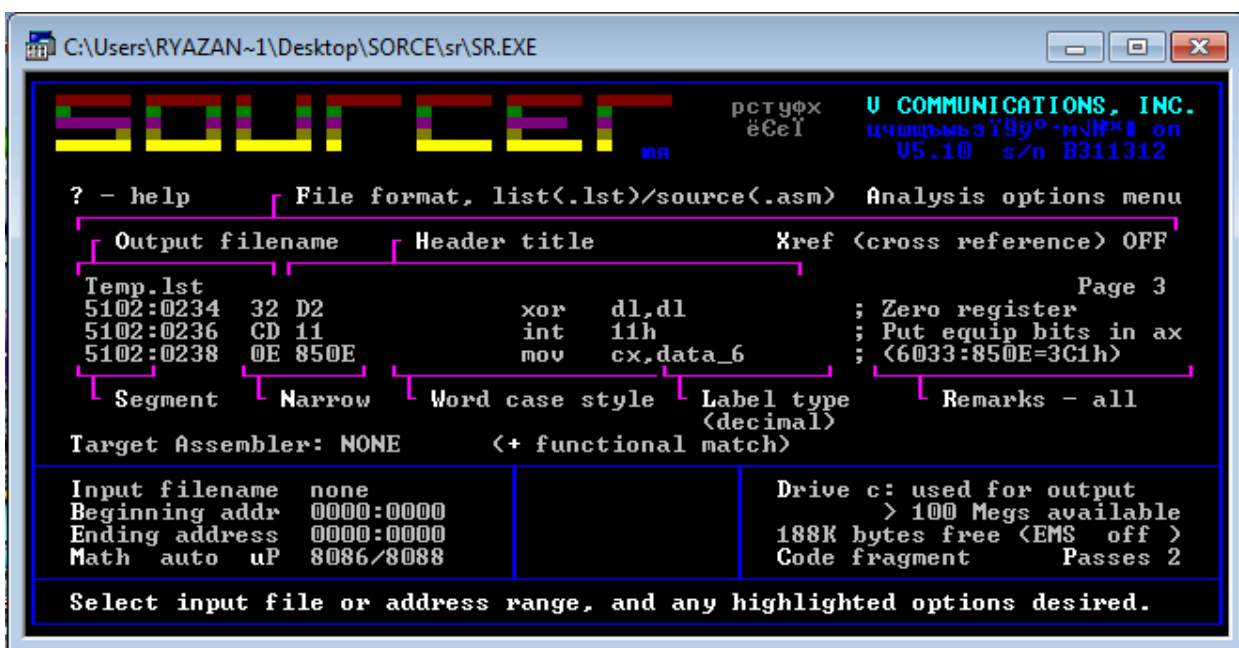 C:\Users\RYAZAN~1\Desktop\SORCE\sr\SR.EXE
sourcer рстуфх V COMMUNICATIONS, INC.
ёЄєЇ
юя V5.10 s/n B311312
? - help File format, list(.lst)/source(.asm) Analysis options menu
Output filename Header title Xref (cross reference) OFF
Temp.lst Page 3
5102:0234 32 D2 xor dl,dl ; Zero register
5102:0236 CD 11 int 11h ; Put equip bits in ax
5102:0238 0E 850E mov cx,data_6 ; (6033:850E=3C1h)
Segment Narrow Word case style Label type Remarks - all
(decimal)
Target Assembler: NONE (+ functional match)
Input filename none Drive c: used for output
Beginning addr 0000:0000 > 100 Megs available
Ending address 0000:0000 188K bytes free (EMS off )
Math auto uP 8086/8088 Code fragment Passes 2
Select input file or address range, and any highlighted options desired.